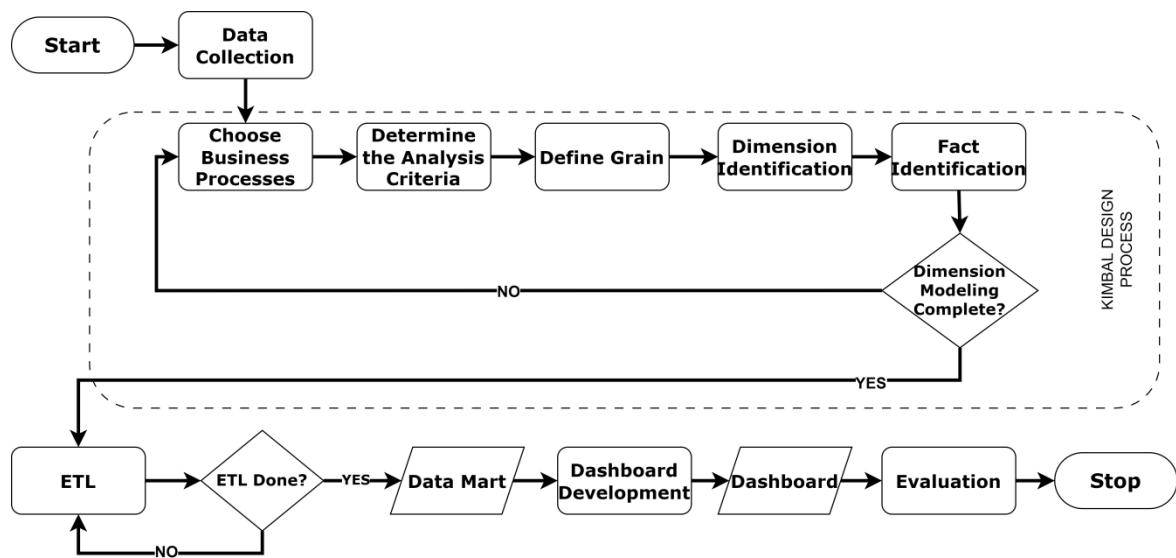 Start
Data
Collection
Choose
Business
Processes
Determine
the Analysis
Criteria
Define Grain
Dimension
Identification
Fact
Identification
KIMBAL DESIGN
PROCESS
Dimension
Modeling
Complete?
NO
YES
ETL
ETL Done?
YES
Data Mart
Dashboard
Development
Dashboard
Evaluation
Stop
NO